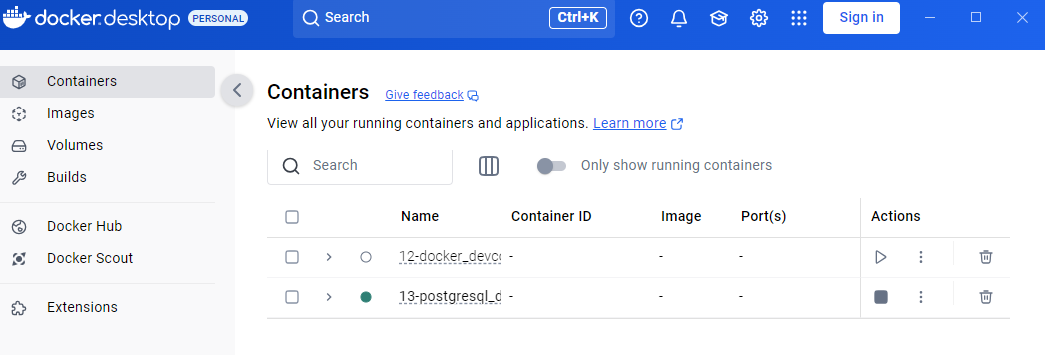 docker.desktop PERSONAL Search Ctrl+K Sign in
Containers
Images
Volumes
Builds
Docker Hub
Docker Scout
Extensions
Containers Give feedback
View all your running containers and applications. Learn more
Search Only show running containers
Name Container ID Image Port(s) Actions
12-docker_devcc - - -
13-postgresql_d - - -